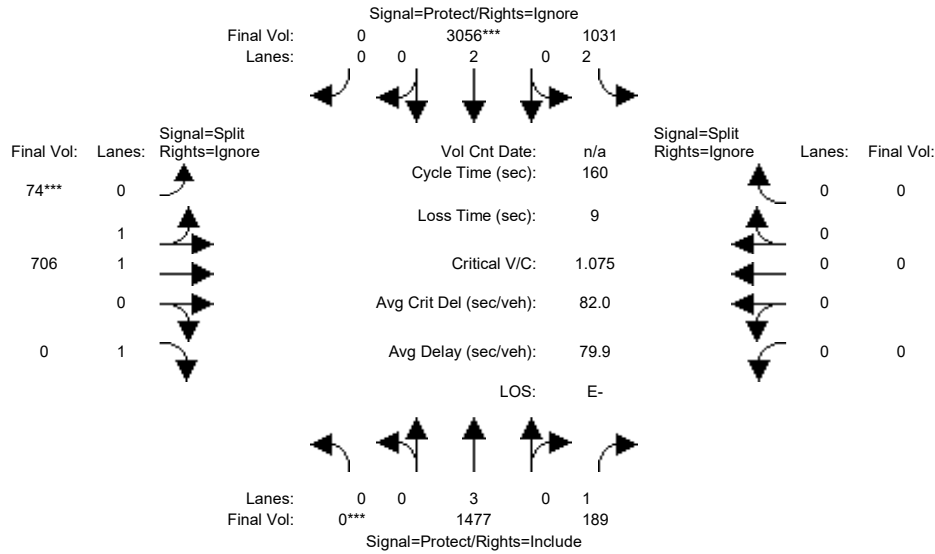 Signal=Protect/Rights=Ignore
Final Vol: 0 3056*** 1031
Lanes: 0 0 2 0 2
Signal=Split Signal=Split
Final Vol: Lanes: Rights=Ignore Vol Cnt Date: n/a Rights=Ignore Lanes: Final Vol:
Cycle Time (sec): 160
74*** 0 0 0
Loss Time (sec): 9
1 0
706 1 Critical V/C: 1.075 0 0
0 Avg Crit Del (sec/veh): 82.0 0
0 1 Avg Delay (sec/veh): 79.9 0 0
LOS: E-
Lanes: 0 0 3 0 1
Final Vol: 0*** 1477 189
Signal=Protect/Rights=Include